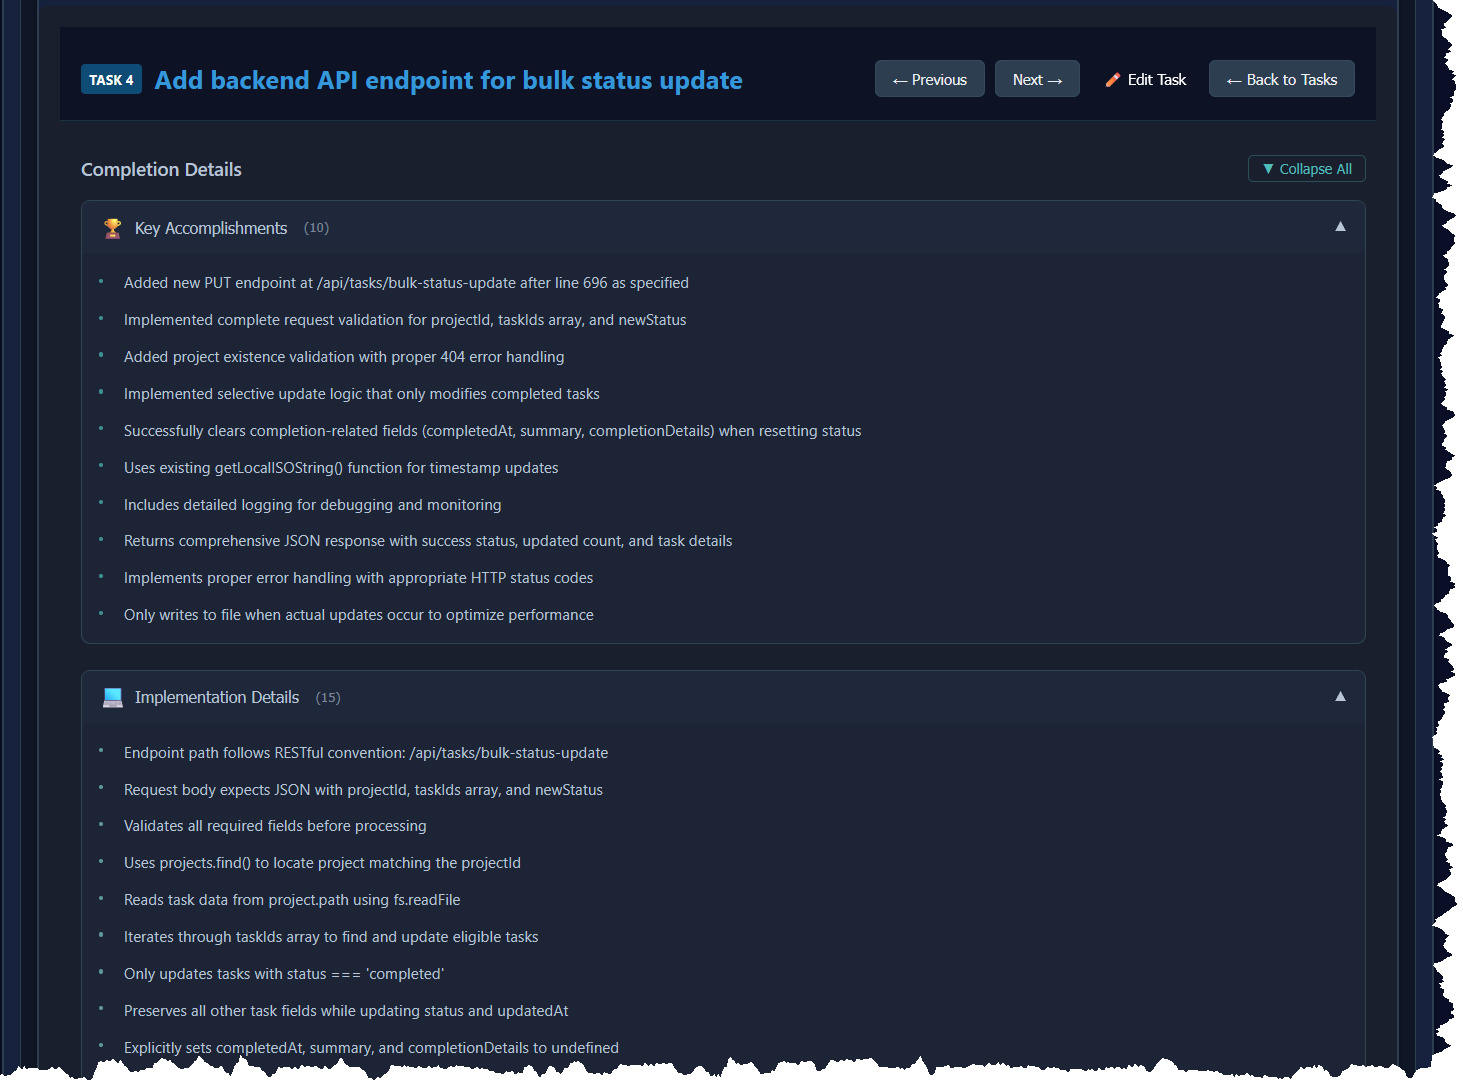 TASK 4 Add backend API endpoint for bulk status update ← Previous Next → Edit Task ← Back to Tasks
Completion Details ▼ Collapse All
Key Accomplishments (10) ▲
• Added new PUT endpoint at /api/tasks/bulk-status-update after line 696 as specified
• Implemented complete request validation for projectId, taskIds array, and newStatus
• Added project existence validation with proper 404 error handling
• Implemented selective update logic that only modifies completed tasks
• Successfully clears completion-related fields (completedAt, summary, completionDetails) when resetting status
• Uses existing getLocalISOString() function for timestamp updates
• Includes detailed logging for debugging and monitoring
• Returns comprehensive JSON response with success status, updated count, and task details
• Implements proper error handling with appropriate HTTP status codes
• Only writes to file when actual updates occur to optimize performance
Implementation Details (15) ▲
• Endpoint path follows RESTful convention: /api/tasks/bulk-status-update
• Request body expects JSON with projectId, taskIds array, and newStatus
• Validates all required fields before processing
• Uses projects.find() to locate project matching the projectId
• Reads task data from project.path using fs.readFile
• Iterates through taskIds array to find and update eligible tasks
• Only updates tasks with status === 'completed'
• Preserves all other task fields while updating status and updatedAt
• Explicitly sets completedAt, summary, and completionDetails to undefined